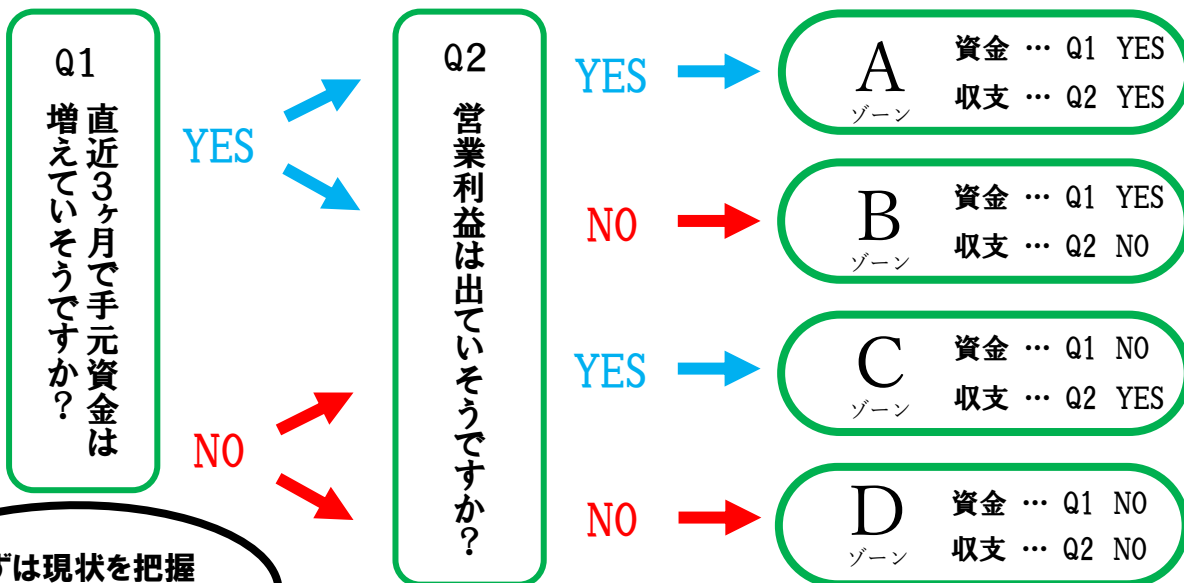 Q1
直近3ヶ月で手元資金は
増えていそうですか?
YES
NO
Q2
営業利益は出ていそうですか?
YES
NO
YES
NO
A
ゾーン
資金 … Q1 YES
収支 … Q2 YES
B
ゾーン
資金 … Q1 YES
収支 … Q2 NO
C
ゾーン
資金 … Q1 NO
収支 … Q2 YES
D
ゾーン
資金 … Q1 NO
収支 … Q2 NO
ずは現状を把握